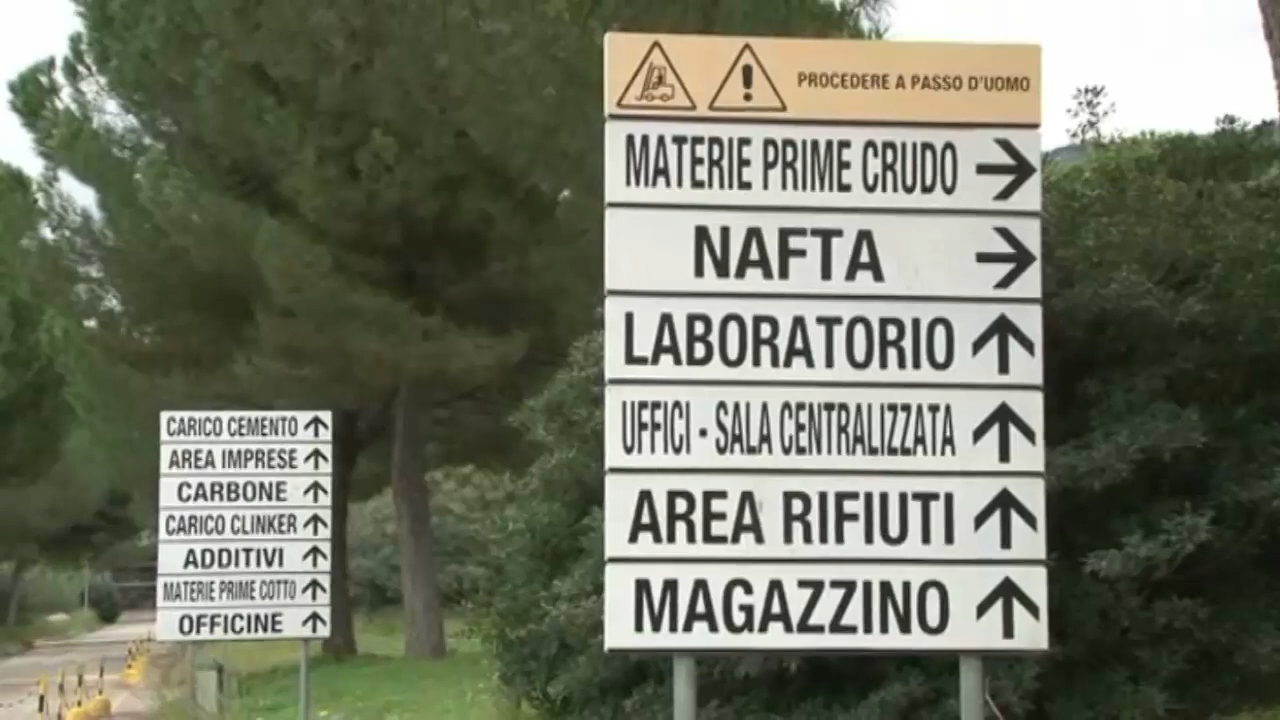 PROCEDERE A PASSO D'UOMO
MATERIE PRIME CRUDO
NAFTA
LABORATORIO
UFFICI - SALA CENTRALIZZATA
AREA RIFIUTI
MAGAZZINO
CARICO CEMENTO
AREA IMPRESE
CARBONE
CARICO CLINKER
ADDITIVI
MATERIE PRIME COTTO
OFFICINE